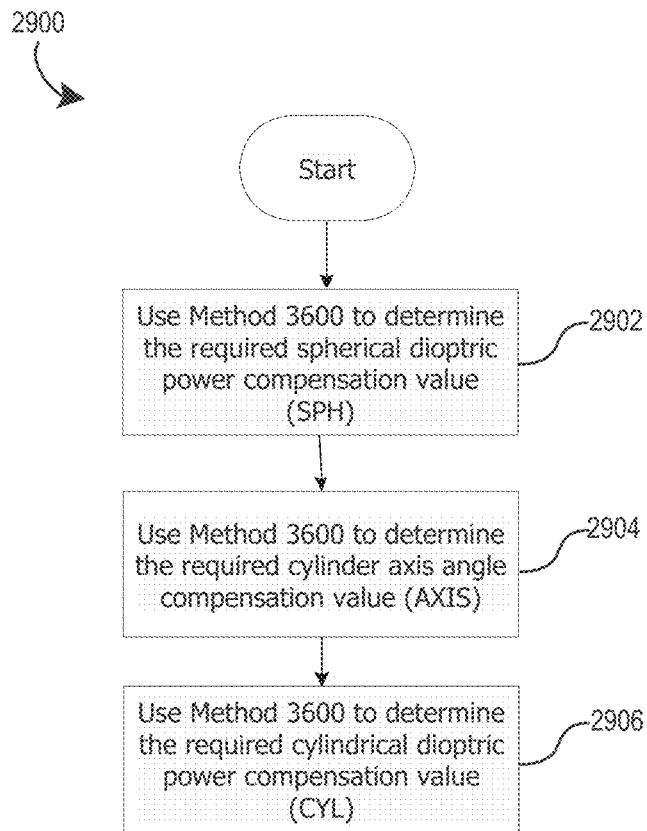 2900
Start
Use Method 3600 to determine
the required spherical dioptric
power compensation value
(SPH)
2902
Use Method 3600 to determine
the required cylinder axis angle
compensation value (AXIS)
2904
Use Method 3600 to determine
the required cylindrical dioptric
power compensation value
(CYL)
2906